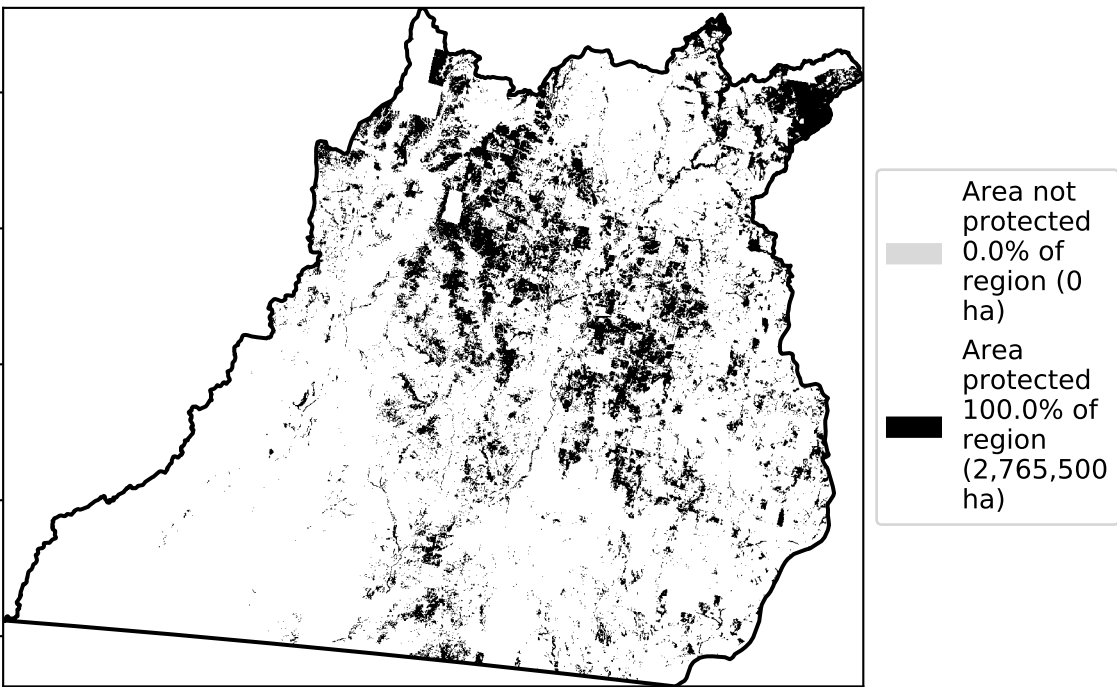 Area not
protected
0.0% of
region (0
ha)
Area
protected
100.0% of
region
(2,765,500
ha)